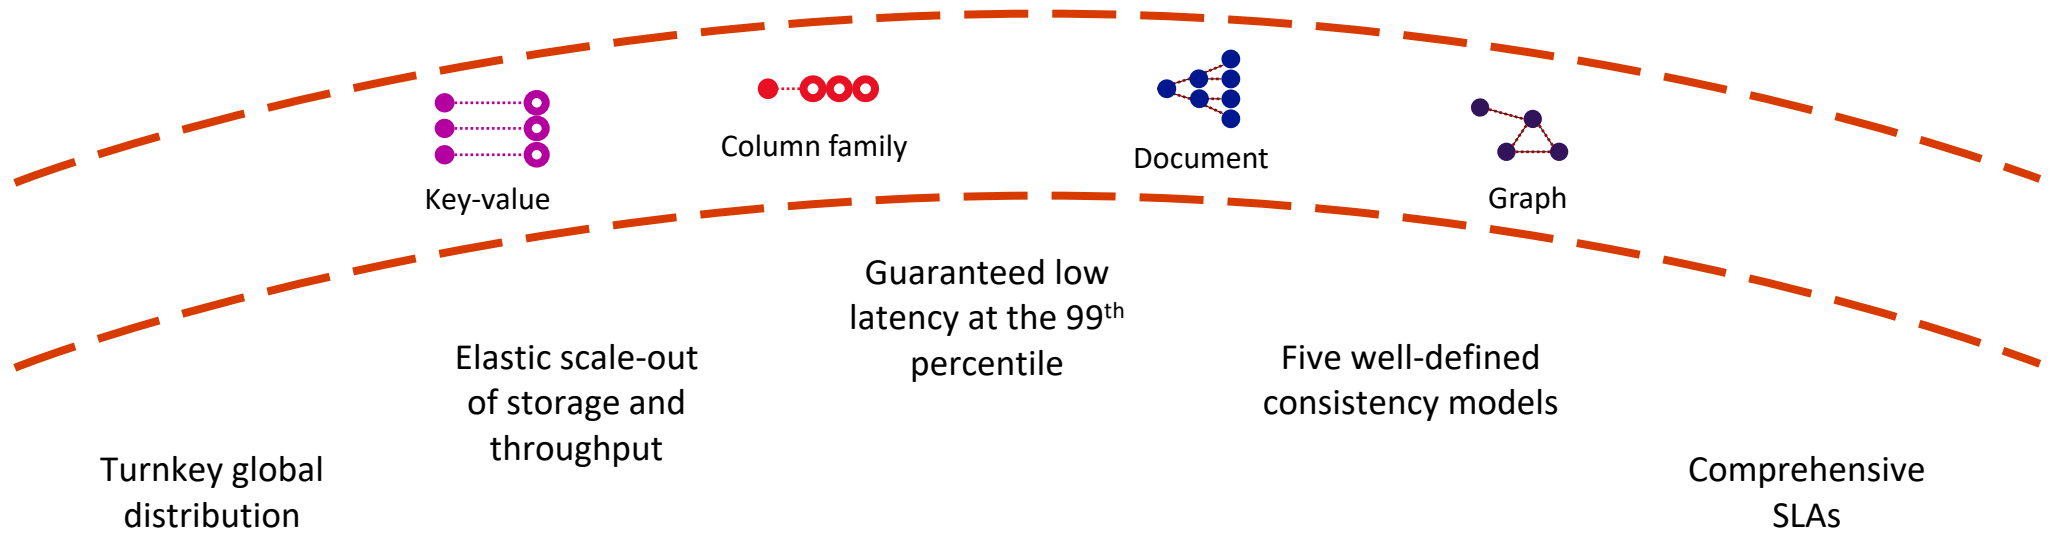 Key-value
Column family
Document
Graph
Turnkey global
distribution
Elastic scale-out
of storage and
throughput
Guaranteed low
latency at the 99th
percentile
Five well-defined
consistency models
Comprehensive
SLAs